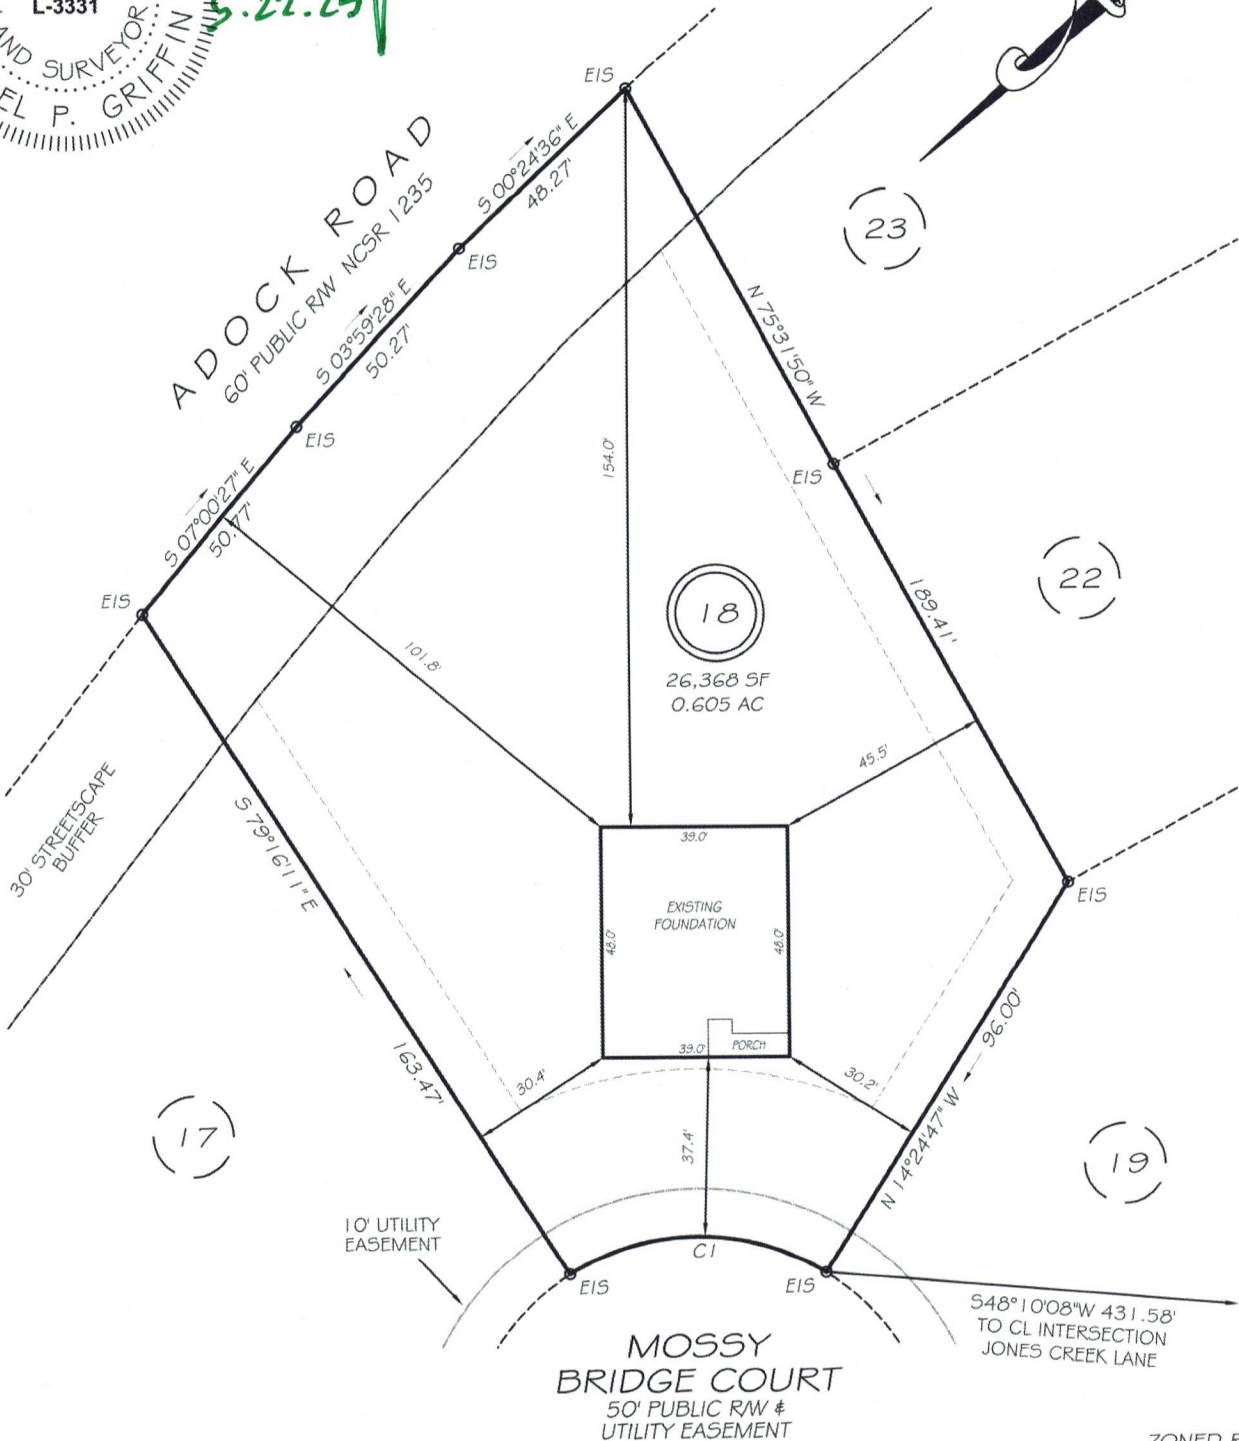 L-3331
5.22.25
AND SURVEYOR
EL P. GRIFFIN
EIS
S 00°24'36" E
48.27'
ADOCK ROAD
60' PUBLIC R/W NCSR 1235
EIS
S 03°59'28" E
50.27'
EIS
S 07°00'27" E
50.77'
EIS
23
N 75°31'50" W
EIS
154.0'
22
189.41'
18
26,368 SF
0.605 AC
101.8'
45.5'
30' STREETSCAPE
BUFFER
S 79°16'11" E
39.0'
EXISTING
FOUNDATION
48.0'
48.0'
39.0'
PORCH
EIS
96.00'
163.47'
30.4'
30.2'
N 14°24'47" W
17
37.4'
19
10' UTILITY
EASEMENT
C1
EIS
EIS
S48°10'08"W 431.58'
TO CL INTERSECTION
JONES CREEK LANE
MOSSY
BRIDGE COURT
50' PUBLIC R/W &
UTILITY EASEMENT